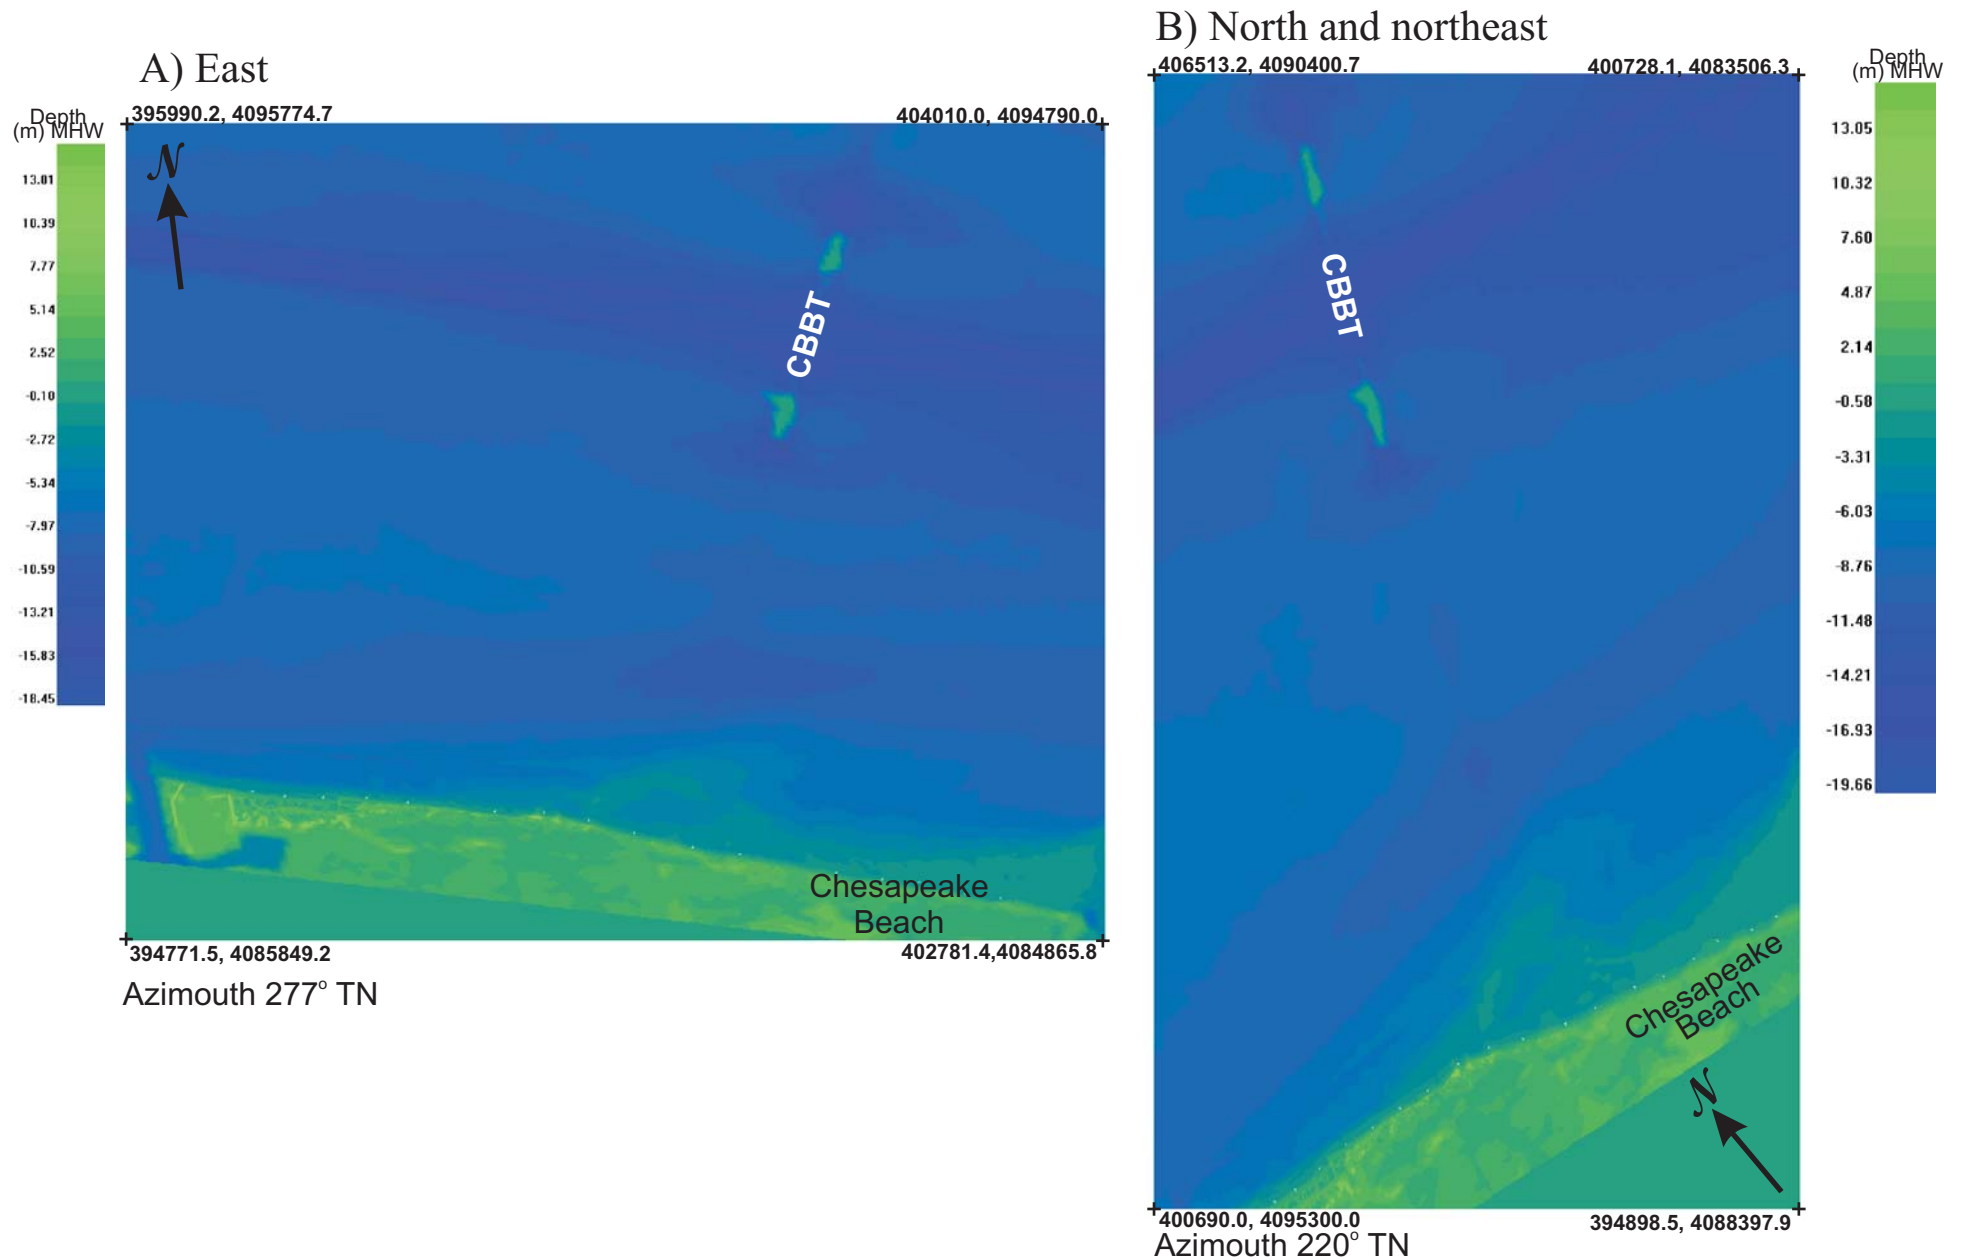 A) East
Depth
(m) MHW
395990.2, 4095774.7
404010.0, 4094790.0
N
13.01
10.39
7.77
5.14
2.52
-0.10
-2.72
-5.34
-7.97
-10.59
-13.21
-15.83
-18.45
CBBT
Chesapeake
Beach
394771.5, 4085849.2
402781.4,4084865.8
Azimouth 277° TN
B) North and northeast
406513.2, 4090400.7
400728.1, 4083506.3
Depth
(m) MHW
13.05
10.32
7.60
4.87
2.14
-0.58
-3.31
-6.03
-8.76
-11.48
-14.21
-16.93
-19.66
CBBT
Chesapeake
Beach
N
400690.0, 4095300.0
394898.5, 4088397.9
Azimouth 220° TN